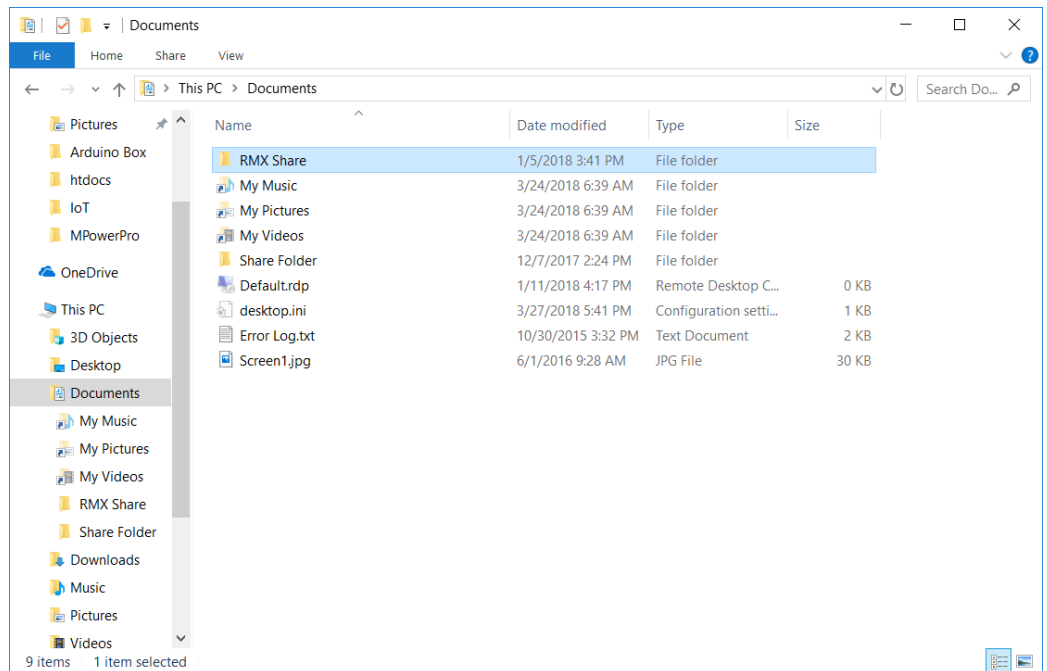 Documents
File Home Share View
This PC > Documents Search Do...
Name Date modified Type Size
RMX Share 1/5/2018 3:41 PM File folder
My Music 3/24/2018 6:39 AM File folder
My Pictures 3/24/2018 6:39 AM File folder
My Videos 3/24/2018 6:39 AM File folder
Share Folder 12/7/2017 2:24 PM File folder
Default.rdp 1/11/2018 4:17 PM Remote Desktop C... 0 KB
desktop.ini 3/27/2018 5:41 PM Configuration setti... 1 KB
Error Log.txt 10/30/2015 3:32 PM Text Document 2 KB
Screen1.jpg 6/1/2016 9:28 AM JPG File 30 KB
Pictures
Arduino Box
htdocs
IoT
MPowerPro
OneDrive
This PC
3D Objects
Desktop
Documents
My Music
My Pictures
My Videos
RMX Share
Share Folder
Downloads
Music
Pictures
Videos
9 items 1 item selected